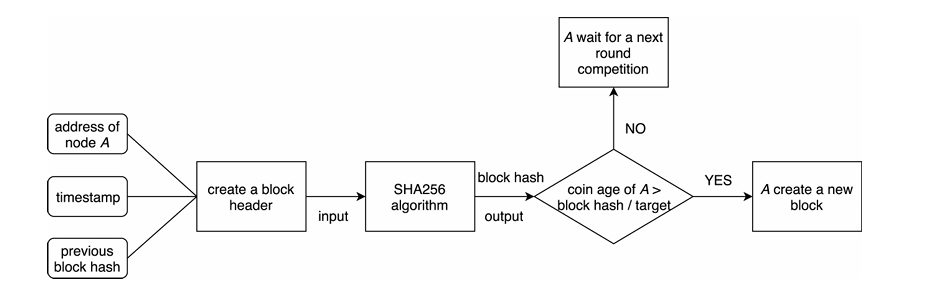 A wait for a next
round
competition
address of
node A
NO
timestamp
create a block
header
input
SHA256
algorithm
block hash
output
coin age of A >
block hash / target
YES
A create a new
block
previous
block hash